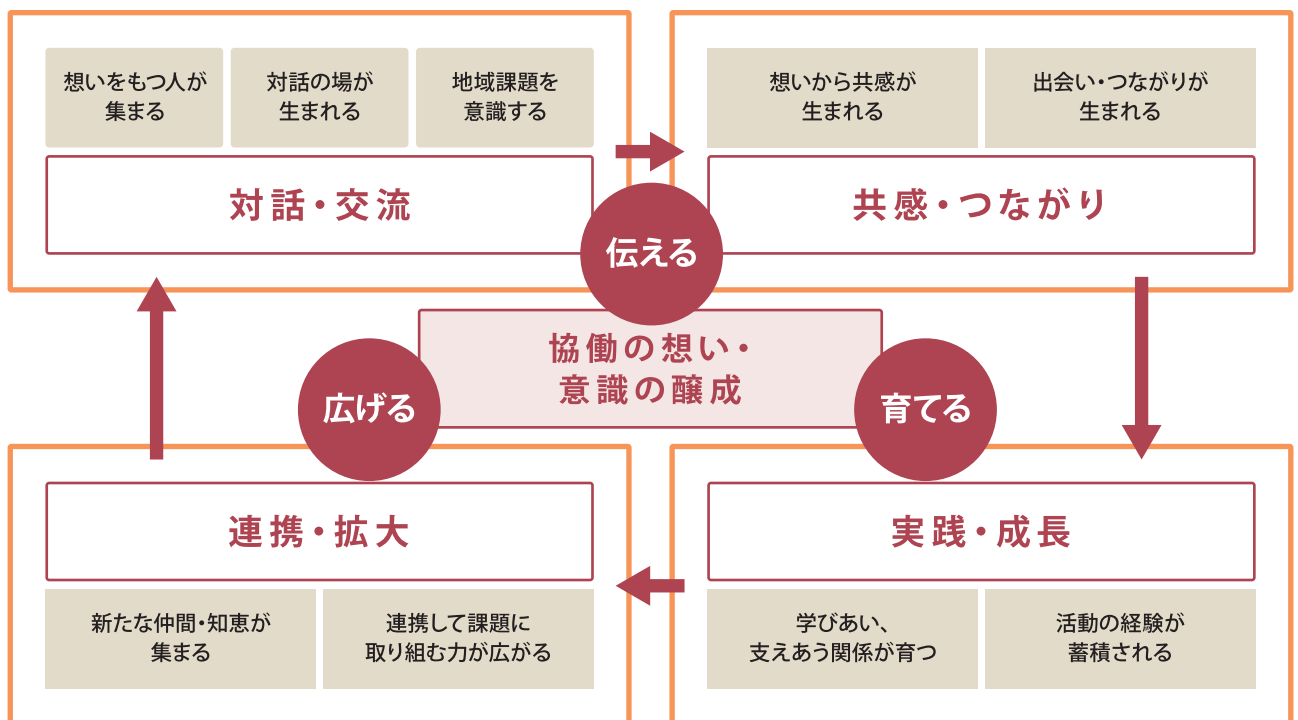 想いをもつ人が
集まる
対話の場が
生まれる
地域課題を
意識する
対話・交流
想いから共感が
生まれる
出会い・つながりが
生まれる
共感・つながり
伝える
協働の想い・
意識の醸成
広げる
育てる
連携・拡大
新たな仲間・知恵が
集まる
連携して課題に
取り組む力が広がる
実践・成長
学びあい、
支えあう関係が育つ
活動の経験が
蓄積される